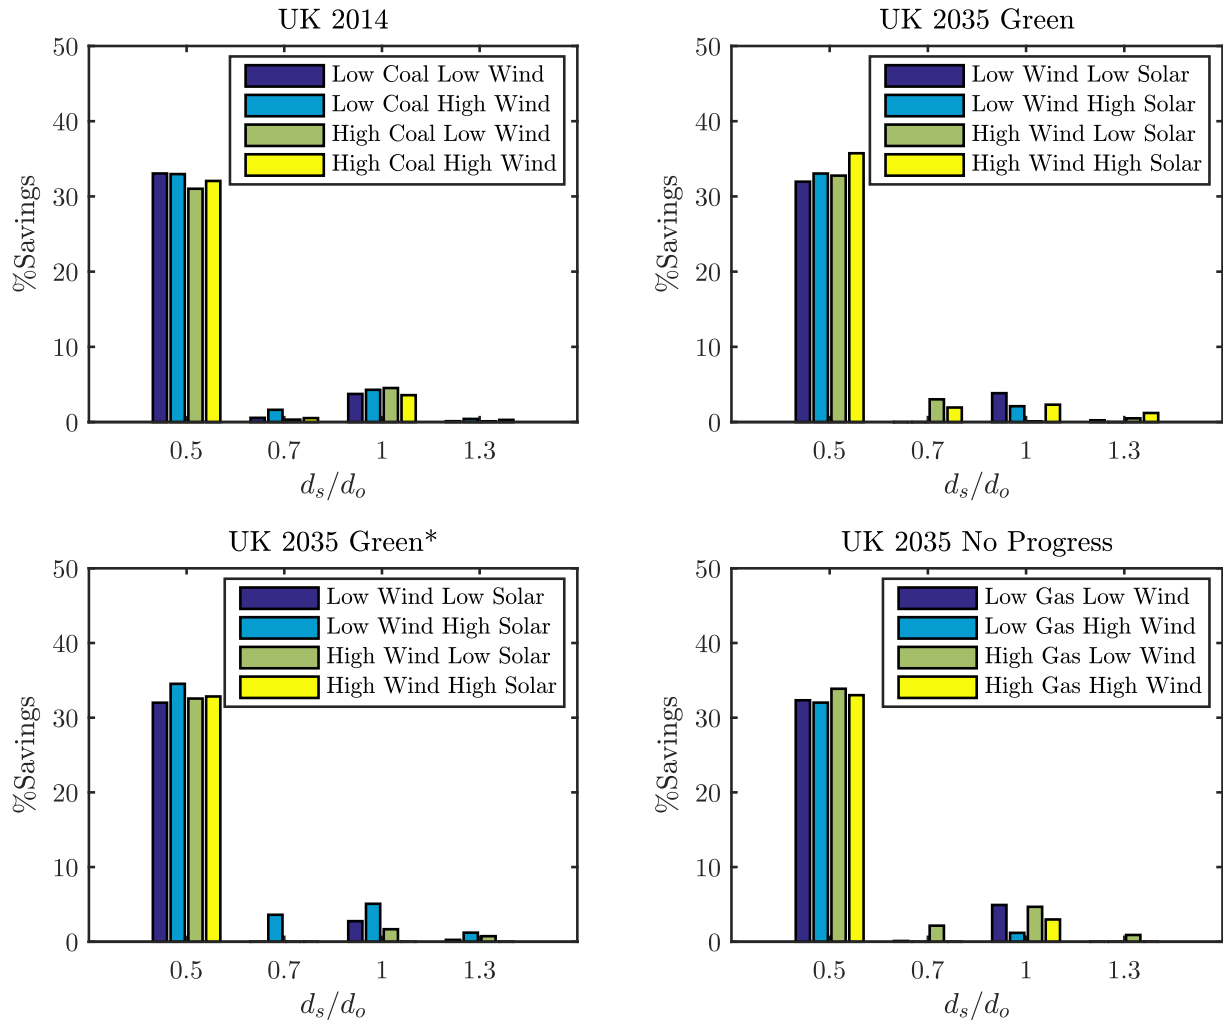 UK 2014
50
40
30
20
10
0
%Savings
Low Coal Low Wind
Low Coal High Wind
High Coal Low Wind
High Coal High Wind
0.5 0.7 1 1.3
d_s/d_o
UK 2035 Green
50
40
30
20
10
0
%Savings
Low Wind Low Solar
Low Wind High Solar
High Wind Low Solar
High Wind High Solar
0.5 0.7 1 1.3
d_s/d_o
UK 2035 Green*
50
40
30
20
10
0
%Savings
Low Wind Low Solar
Low Wind High Solar
High Wind Low Solar
High Wind High Solar
0.5 0.7 1 1.3
d_s/d_o
UK 2035 No Progress
50
40
30
20
10
0
%Savings
Low Gas Low Wind
Low Gas High Wind
High Gas Low Wind
High Gas High Wind
0.5 0.7 1 1.3
d_s/d_o